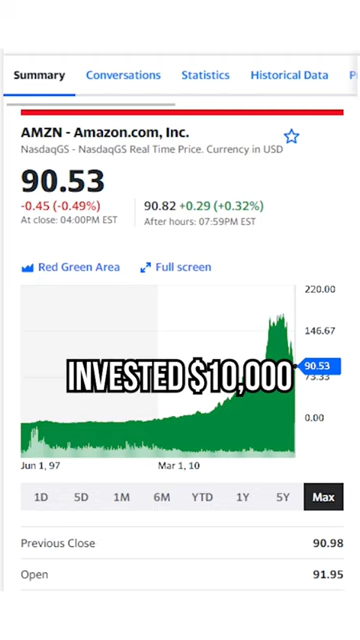 Summary Conversations Statistics Historical Data P
AMZN - Amazon.com, Inc.
NasdaqGS - NasdaqGS Real Time Price. Currency in USD
90.53 90.82 +0.29 (+0.32%)
-0.45 (-0.49%)
At close: 04:00PM EST After hours: 07:59PM EST
Red Green Area Full screen
220.00
146.67
90.53
INVESTED $10,000
73.33
0.00
Jun 1, 97 Mar 1, 10
1D 5D 1M 6M YTD 1Y 5Y Max
Previous Close 90.98
Open 91.95